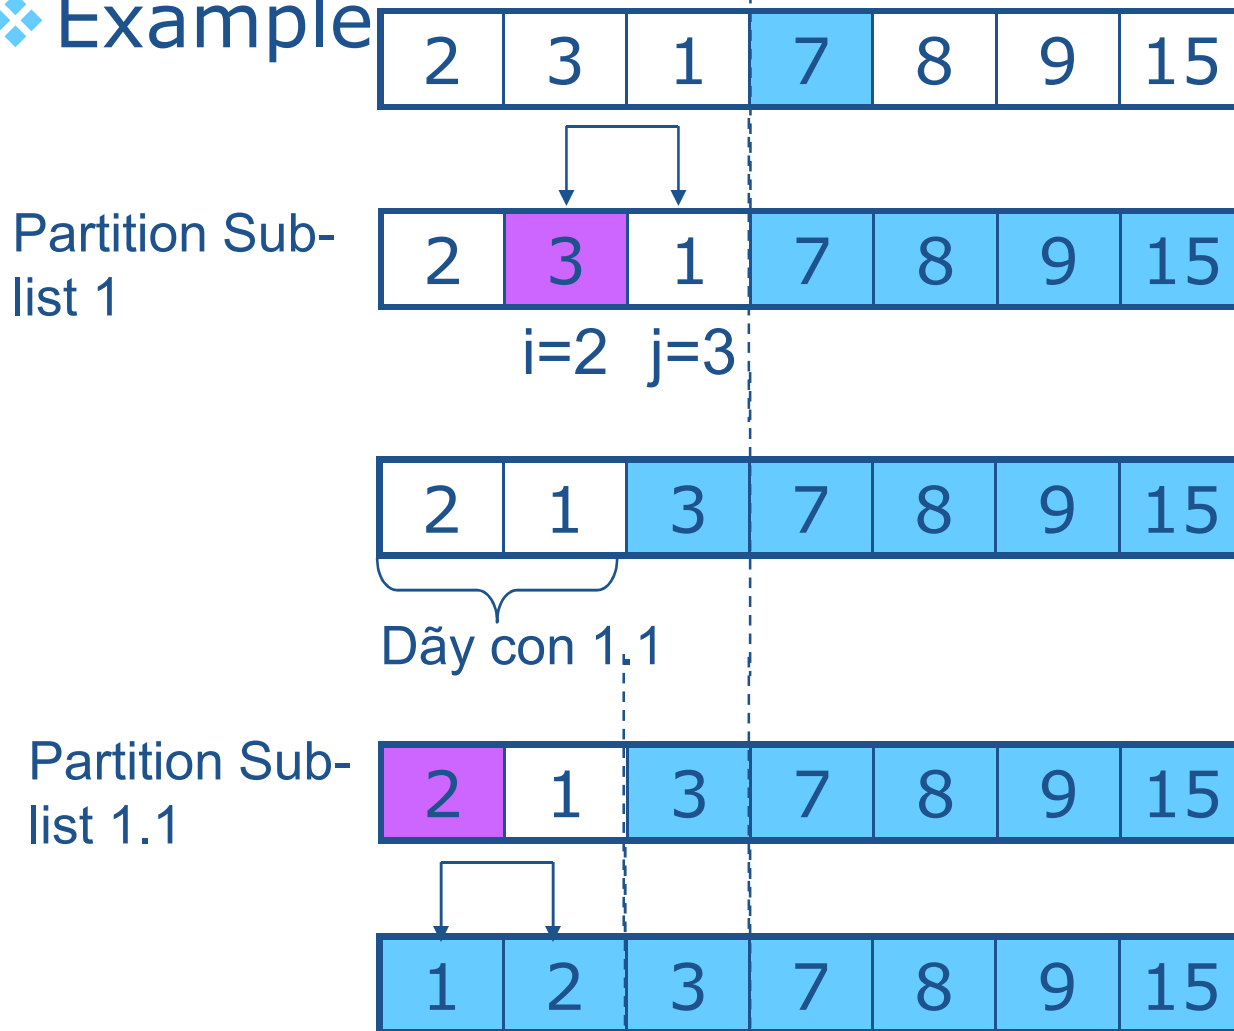 Example
2 3 1 7 8 9 15
Partition Sub-
list 1
2 3 1 7 8 9 15
i=2 j=3
2 1 3 7 8 9 15
Dãy con 1.1
Partition Sub-
list 1.1
2 1 3 7 8 9 15
1 2 3 7 8 9 15